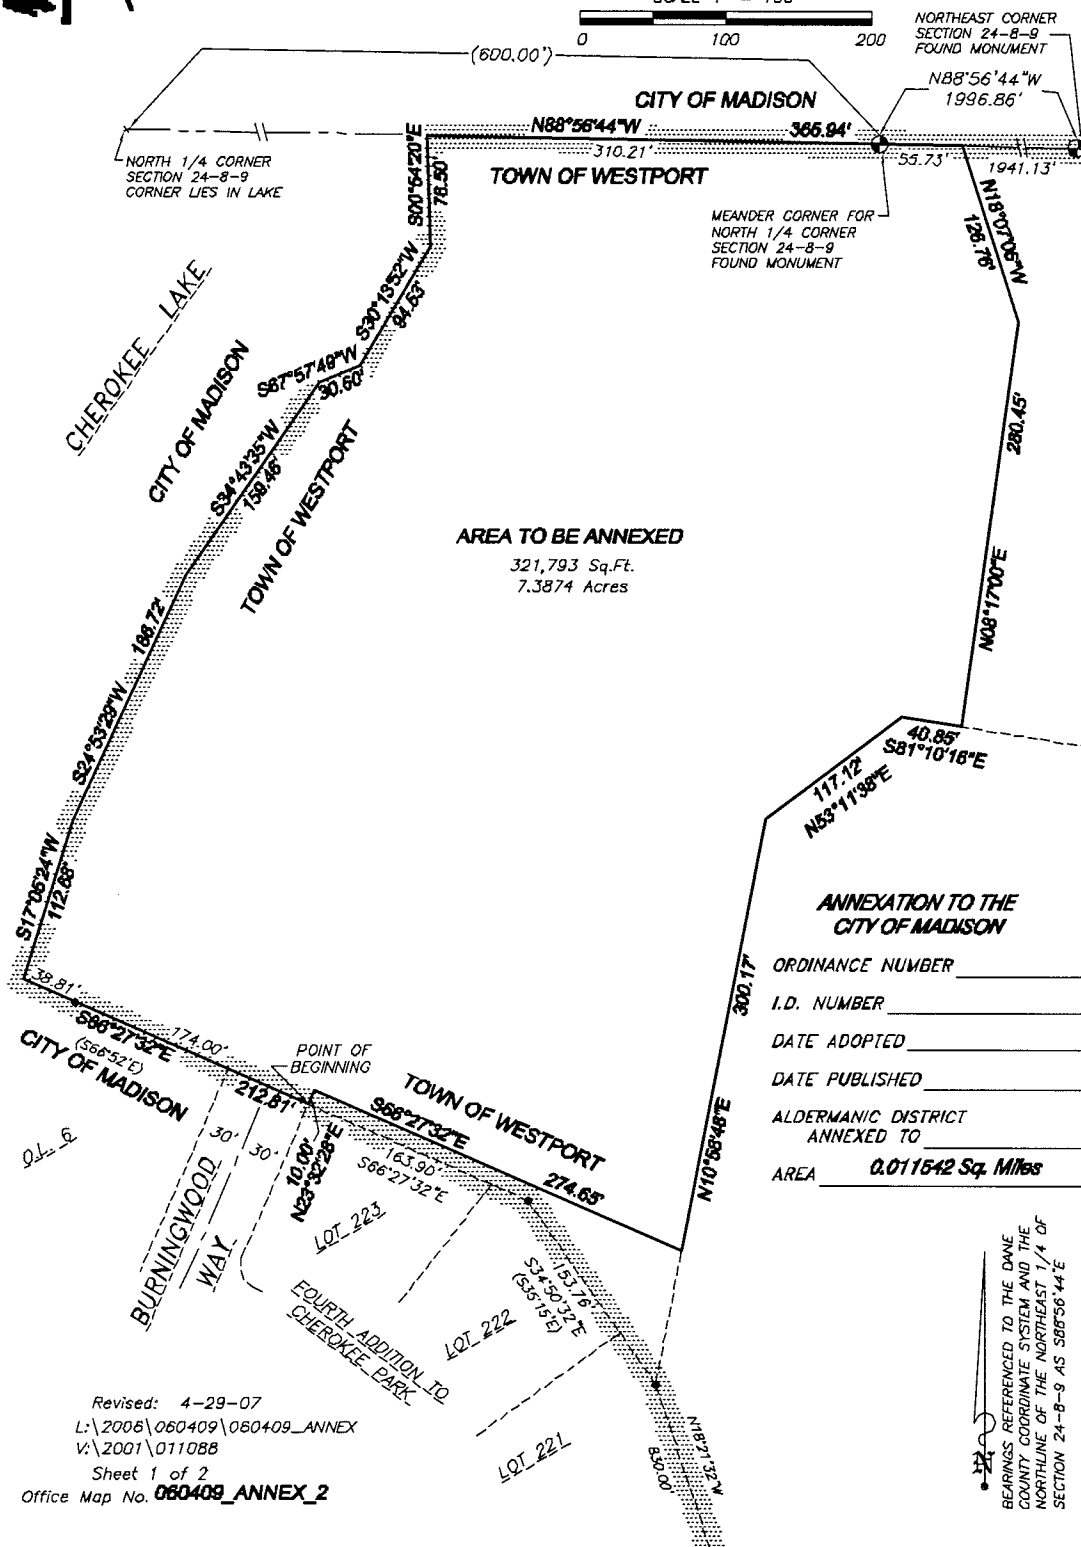 0 100 200
NORTHEAST CORNER
SECTION 24-8-9
FOUND MONUMENT
(600.00')
N88°56'44"W
1996.86'
CITY OF MADISON
N88°56'44"W
365.94'
310.21'
55.73'
1941.13'
TOWN OF WESTPORT
NORTH 1/4 CORNER
SECTION 24-8-9
CORNER LIES IN LAKE
S00°54'20"E
76.50'
MEANDER CORNER FOR
NORTH 1/4 CORNER
SECTION 24-8-9
FOUND MONUMENT
N18°07'06"W
126.76'
CHEROKEE LAKE
S30°13'52"W
94.53'
CITY OF MADISON
S67°57'49"W
30.60'
S34°43'35"W
159.46'
TOWN OF WESTPORT
280.45'
N08°17'00"E
AREA TO BE ANNEXED
321,793 Sq.Ft.
7.3874 Acres
186.72'
S24°53'29"W
40.85'
S81°10'16"E
117.12'
N53°11'38"E
S17°05'24"W
112.68'
ANNEXATION TO THE
CITY OF MADISON
ORDINANCE NUMBER
I.D. NUMBER
DATE ADOPTED
DATE PUBLISHED
ALDERMANIC DISTRICT
ANNEXED TO
AREA 0.011542 Sq. Miles
300.17'
N10°58'48"E
38.81'
S66°27'32"E
(S66°52'E)
174.00'
212.81'
CITY OF MADISON
POINT OF
BEGINNING
TOWN OF WESTPORT
S66°27'32"E
274.65'
163.90'
S66°27'32"E
10.00'
N23°32'28"E
O.L. 6
30' 30'
BURNINGWOOD
WAY
LOT 223
FOURTH ADDITION TO
CHEROKEE PARK
LOT 222
153.76'
S34°50'32"E
(S35°15'E)
LOT 221
N18°21'32"W
830.00'
BEARINGS REFERENCED TO THE DANE
COUNTY COORDINATE SYSTEM AND THE
NORTHLINE OF THE NORTHEAST 1/4 OF
SECTION 24-8-9 AS S88°56'44"E
N
Revised: 4-29-07
L:\2006\060409\060409_ANNEX
V:\2001\011088
Sheet 1 of 2
Office Map No. 060409_ANNEX_2